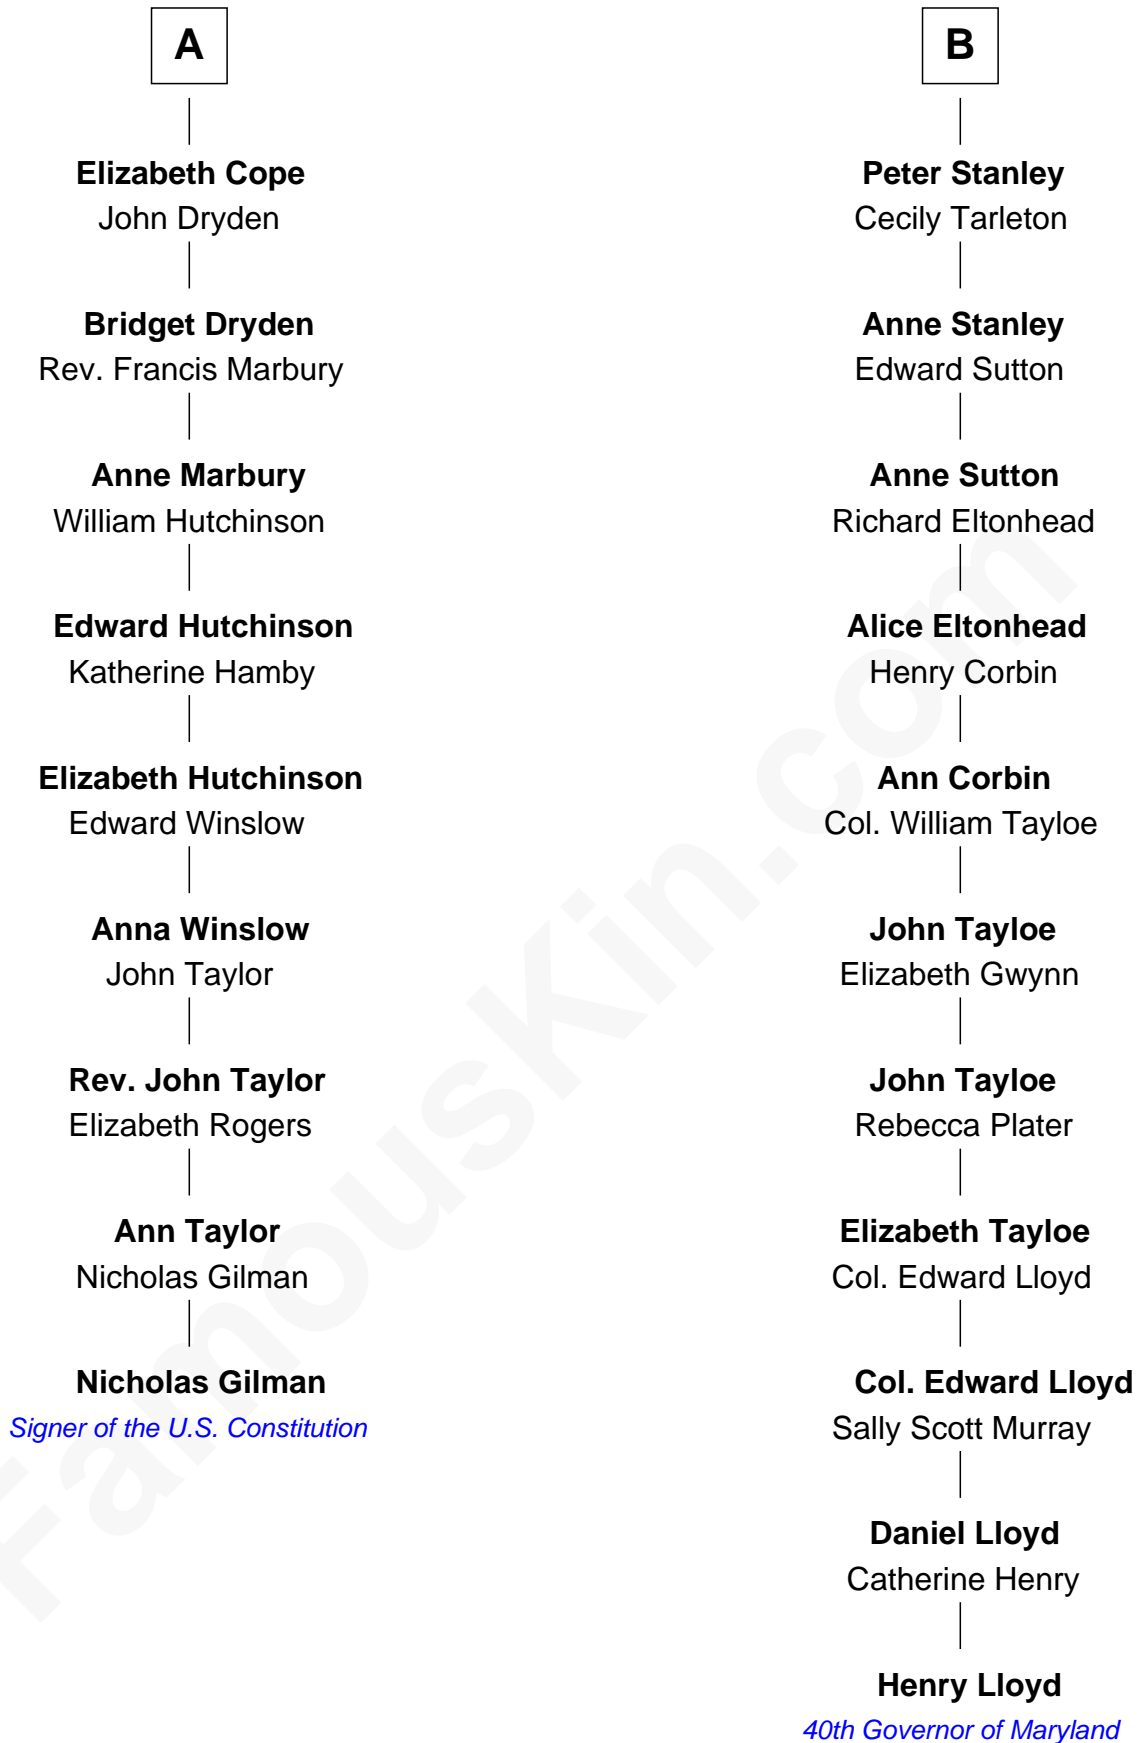 A
Elizabeth Cope
John Dryden
Bridget Dryden
Rev. Francis Marbury
Anne Marbury
William Hutchinson
Edward Hutchinson
Katherine Hamby
Elizabeth Hutchinson
Edward Winslow
Anna Winslow
John Taylor
Rev. John Taylor
Elizabeth Rogers
Ann Taylor
Nicholas Gilman
Nicholas Gilman
Signer of the U.S. Constitution
B
Peter Stanley
Cecily Tarleton
Anne Stanley
Edward Sutton
Anne Sutton
Richard Eltonhead
Alice Eltonhead
Henry Corbin
Ann Corbin
Col. William Tayloe
John Tayloe
Elizabeth Gwynn
John Tayloe
Rebecca Plater
Elizabeth Tayloe
Col. Edward Lloyd
Col. Edward Lloyd
Sally Scott Murray
Daniel Lloyd
Catherine Henry
Henry Lloyd
40th Governor of Maryland
FamousKin.com